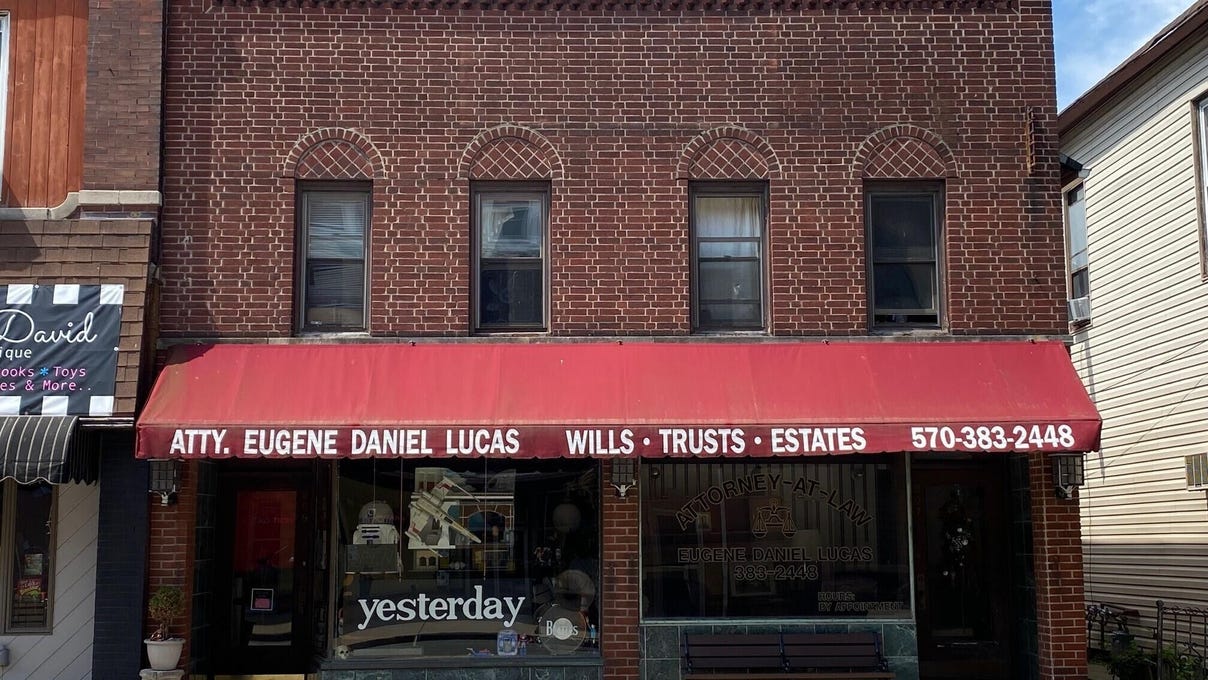 David
ique
ooks * Toys
es & More..
ATTY. EUGENE DANIEL LUCAS WILLS • TRUSTS • ESTATES 570-383-2448
ATTORNEY-AT-LAW
EUGENE DANIEL LUCAS
383-2448
HOURS:
BY APPOINTMENT
yesterday